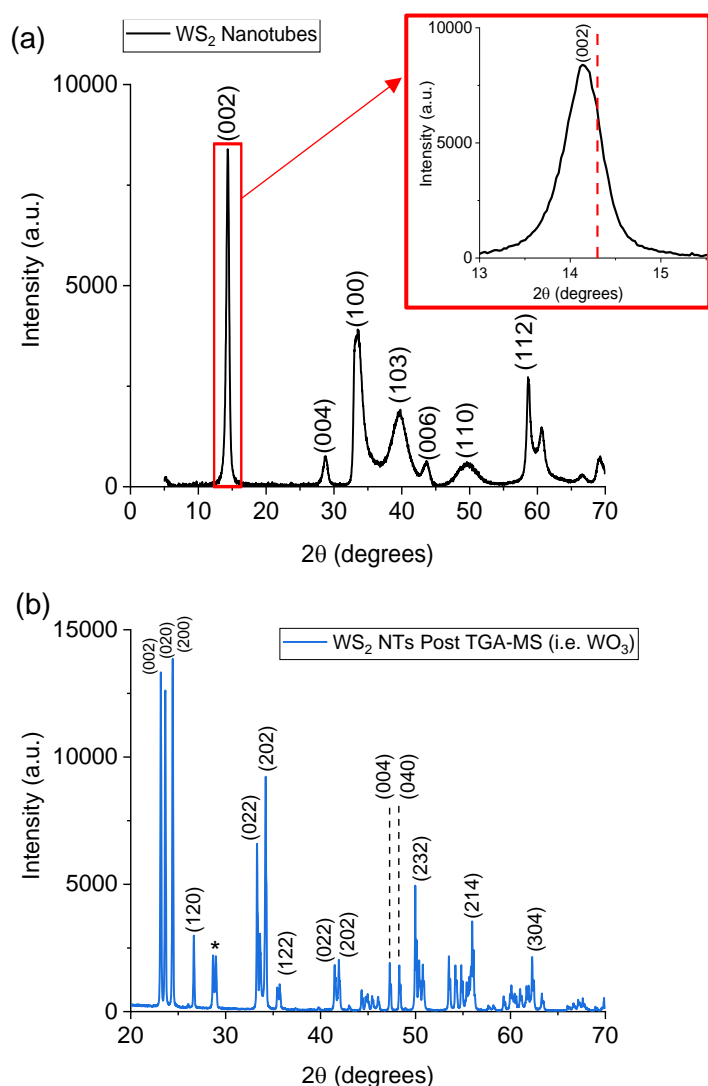 (a)
WS₂ Nanotubes
Intensity (a.u.)
10000
5000
0
0 10 20 30 40 50 60 70
2θ (degrees)
(002)
(004)
(100)
(103)
(006)
(110)
(112)
Intensity (a.u.)
10000
5000
0
13 14 15
2θ (degrees)
(002)
(b)
WS₂ NTs Post TGA-MS (i.e. WO₃)
Intensity (a.u.)
15000
10000
5000
0
20 30 40 50 60 70
2θ (degrees)
(002)
(020)
(200)
(120)
*
(022)
(202)
(122)
(022)
(202)
(004)
(040)
(232)
(214)
(304)